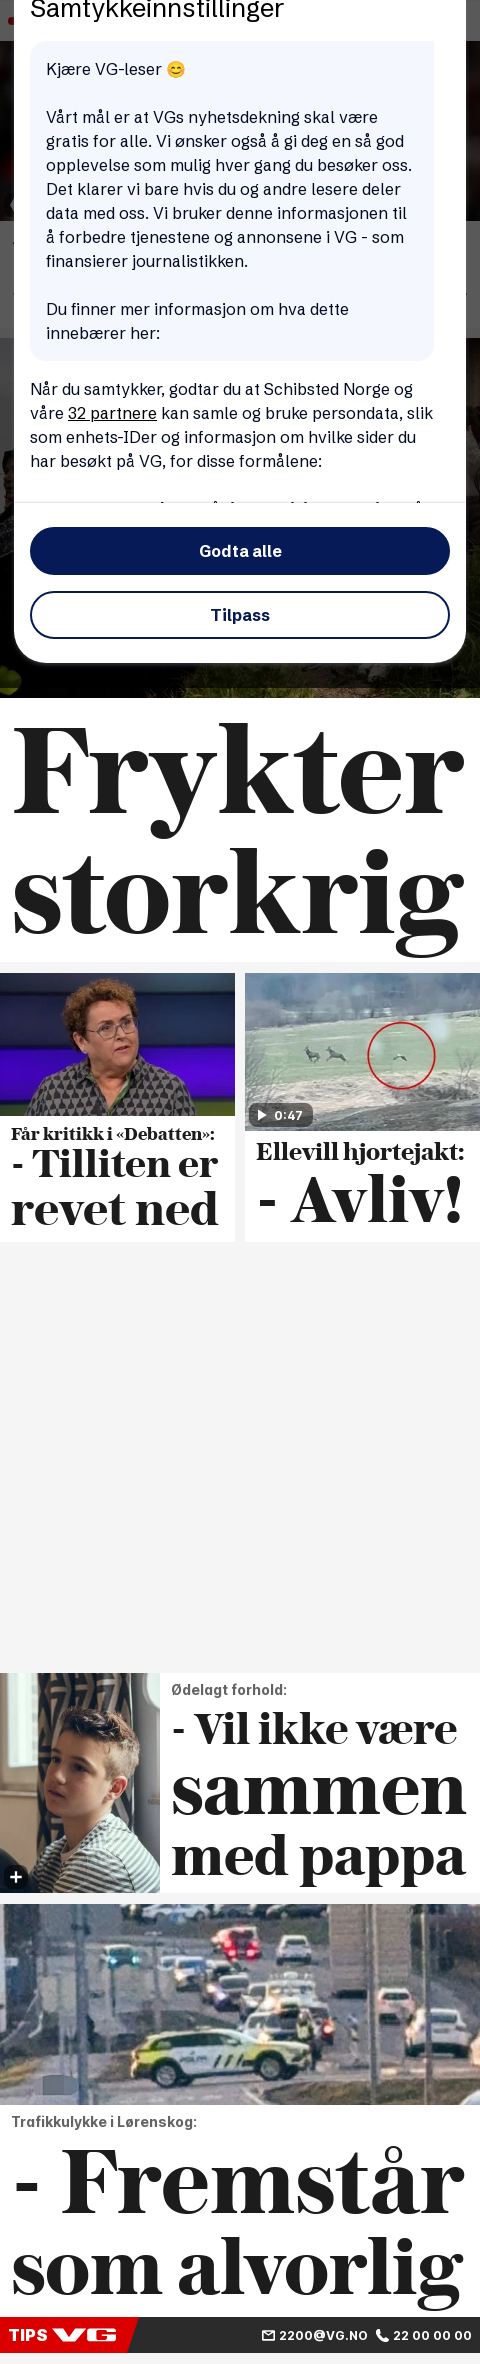 Samtykkeinnstillinger
Kjære VG-leser 😊
Vårt mål er at VGs nyhetsdekning skal være
gratis for alle. Vi ønsker også å gi deg en så god
opplevelse som mulig hver gang du besøker oss.
Det klarer vi bare hvis du og andre lesere deler
data med oss. Vi bruker denne informasjonen til
å forbedre tjenestene og annonsene i VG - som
finansierer journalistikken.
Du finner mer informasjon om hva dette
innebærer her:
Når du samtykker, godtar du at Schibsted Norge og
våre 32 partnere kan samle og bruke persondata, slik
som enhets-IDer og informasjon om hvilke sider du
har besøkt på VG, for disse formålene:
Godta alle
Tilpass
Frykter
storkrig
Får kritikk i «Debatten»:
- Tilliten er
revet ned
0:47
Ellevill hjortejakt:
- Avliv!
Ødelagt forhold:
- Vil ikke være
sammen
med pappa
Trafikkulykke i Lørenskog:
- Fremstår
som alvorlig
TIPS VG 2200@VG.NO 22 00 00 00